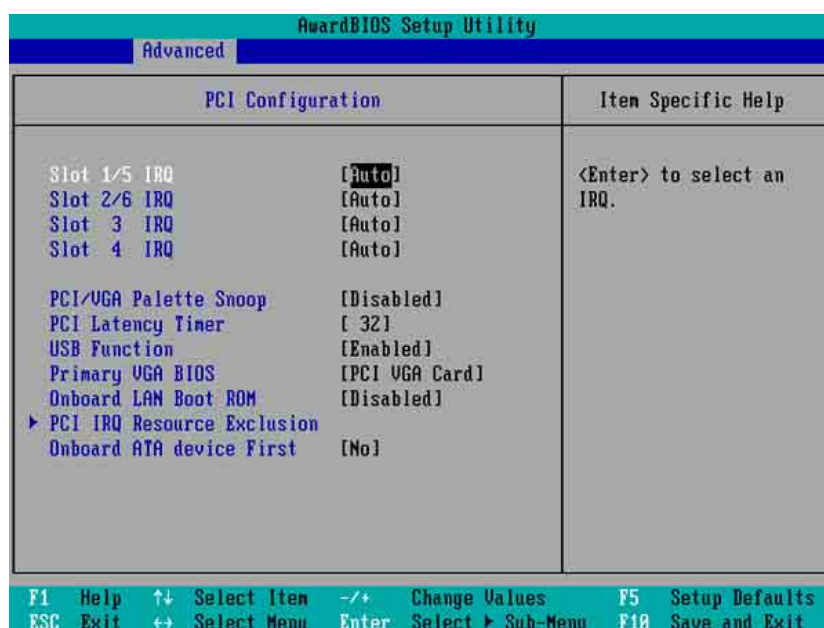 AwardBIOS Setup Utility
Advanced
PCI Configuration
Item Specific Help
Slot 1/5 IRQ [Auto]
<Enter> to select an
Slot 2/6 IRQ [Auto]
IRQ.
Slot 3 IRQ [Auto]
Slot 4 IRQ [Auto]
PCI/VGA Palette Snoop [Disabled]
PCI Latency Timer [ 32]
USB Function [Enabled]
Primary VGA BIOS [PCI VGA Card]
Onboard LAN Boot ROM [Disabled]
▶ PCI IRQ Resource Exclusion
Onboard ATA device First [No]
F1 Help ↑↓ Select Item -/+ Change Values F5 Setup Defaults
ESC Exit ↔ Select Menu Enter Select ▶ Sub-Menu F10 Save and Exit